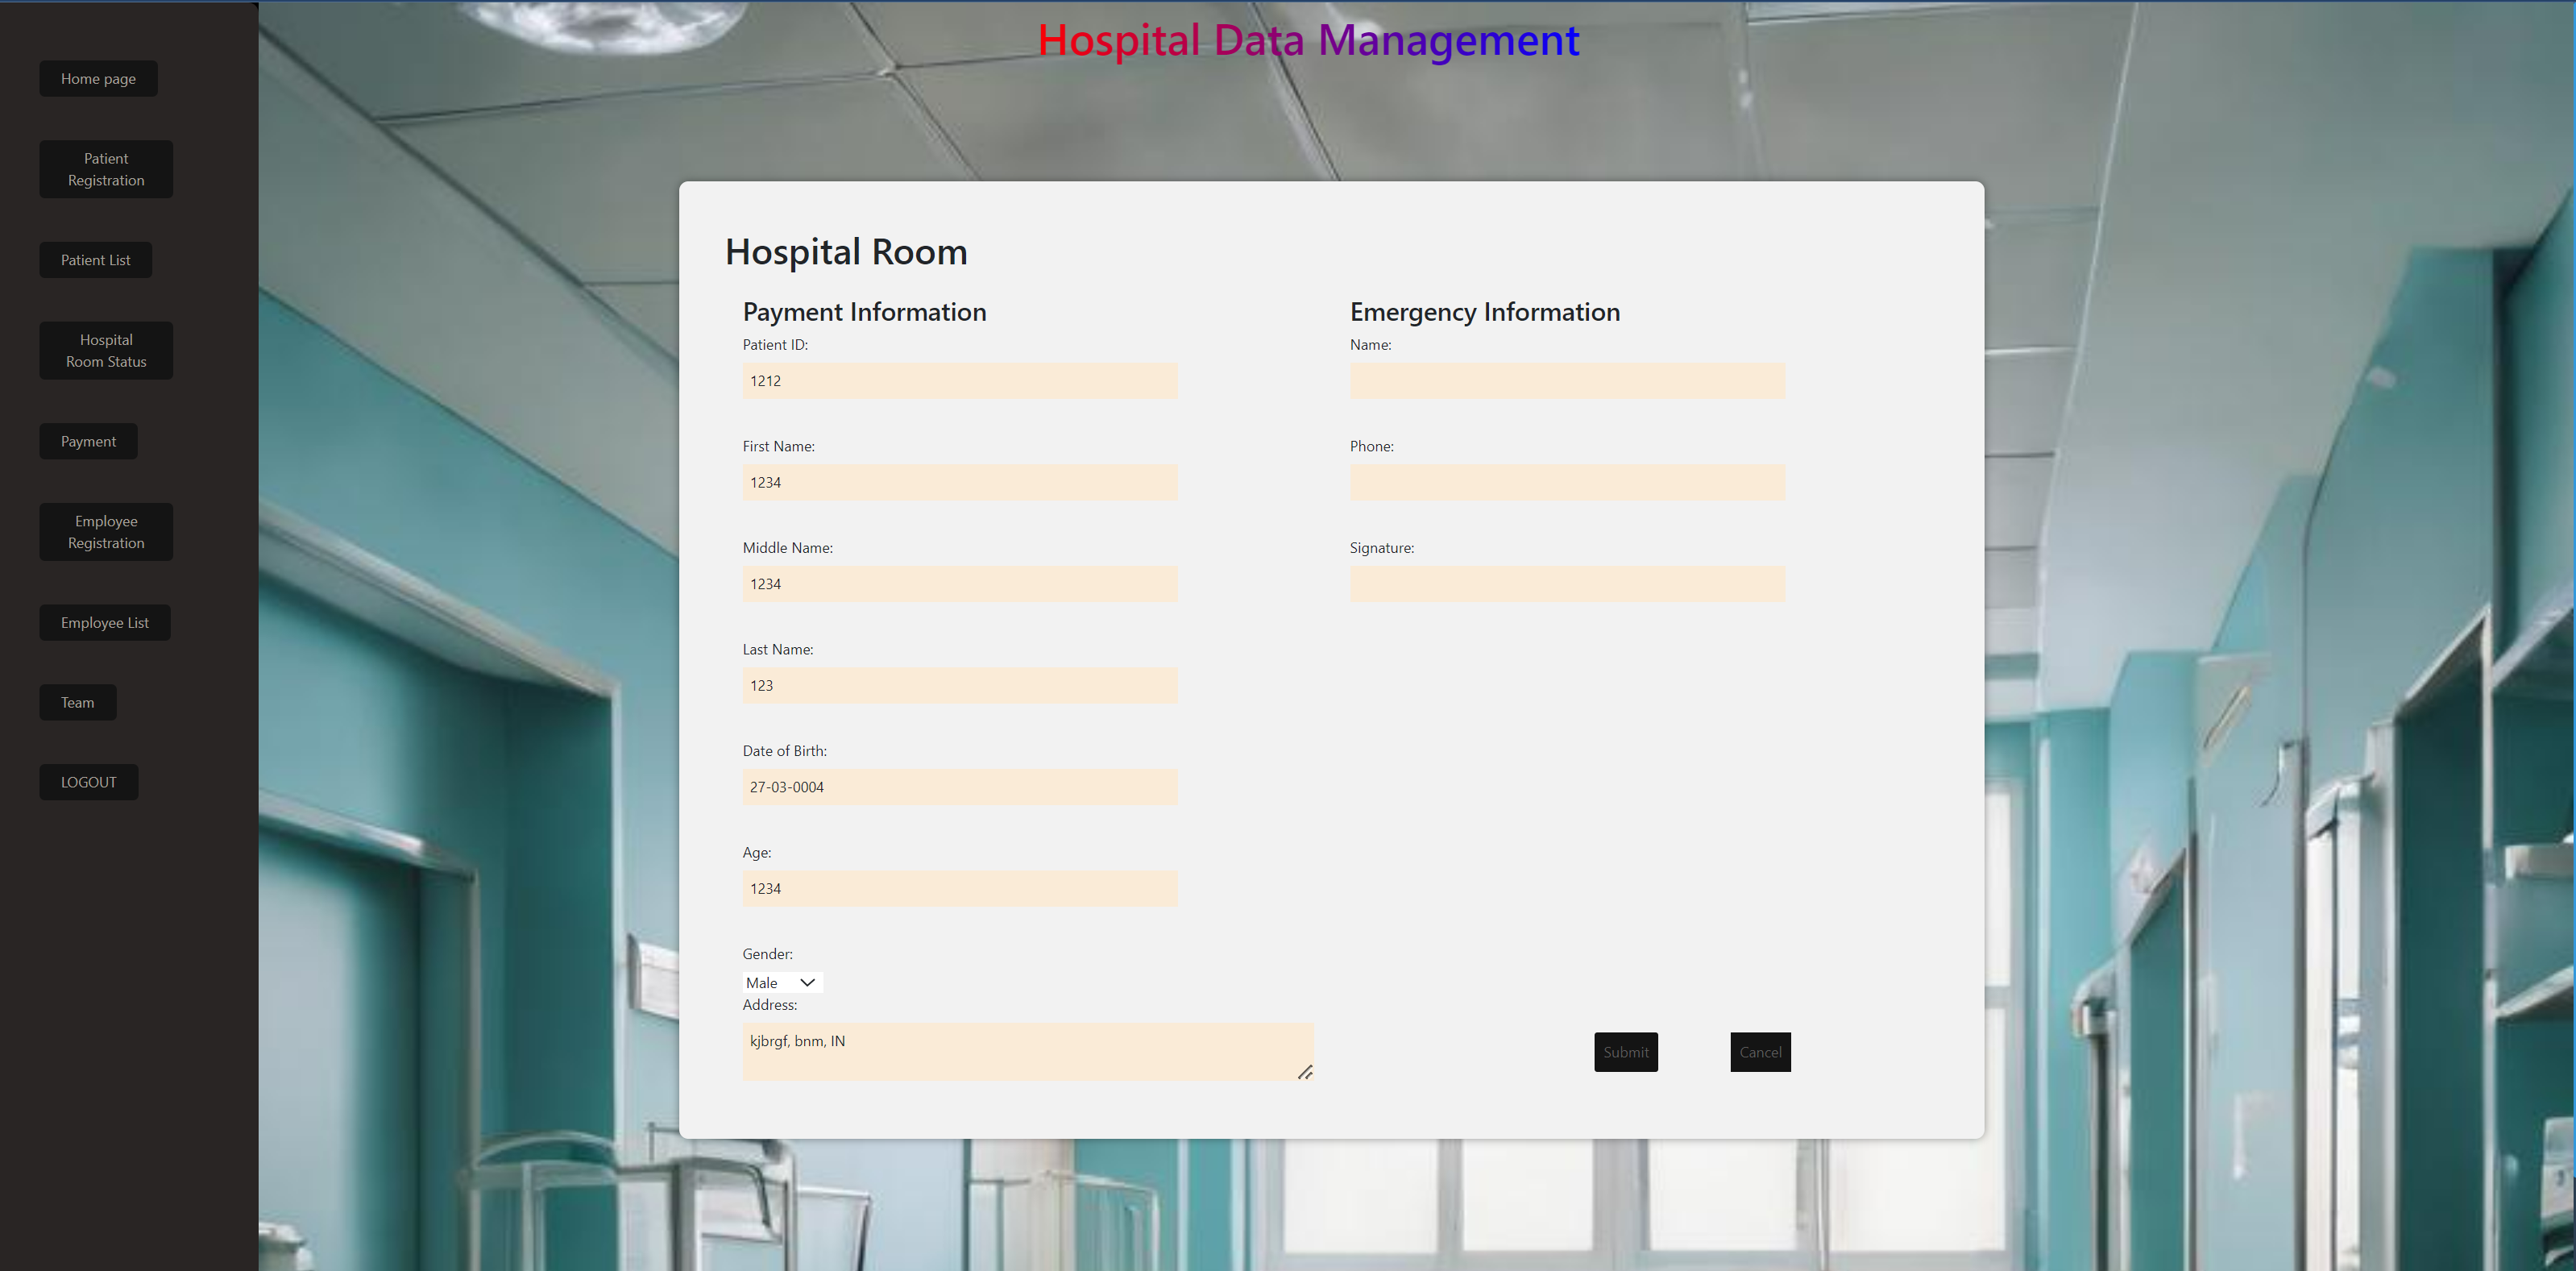 Hospital Data Management
Home page
Patient
Registration
Patient List
Hospital
Room Status
Payment
Employee
Registration
Employee List
Team
LOGOUT
Hospital Room
Payment Information
Patient ID:
1212
First Name:
1234
Middle Name:
1234
Last Name:
123
Date of Birth:
27-03-0004
Age:
1234
Gender:
Male
Address:
kjbrgf, bnm, IN
Emergency Information
Name:
Phone:
Signature:
Submit
Cancel